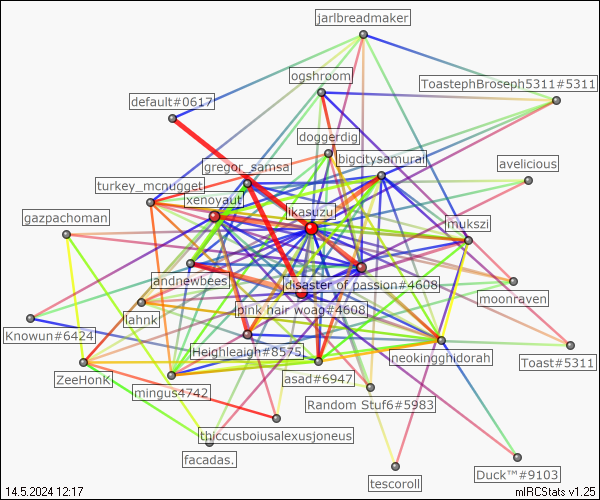 jarlbreadmaker
ogshroom
ToastephBroseph5311#5311
default#0617
doggerdig
bigcitysamurai
gregor_samsa
avelicious
turkey_mcnugget
xenoyaut
ikasuzu
gazpachoman
mukszi
andnewbees
disaster of passion#4608
moonraven
pink hair woag#4608
lahnk
Knowun#6424
Heighleaigh#8575
neokingghidorah
Toast#5311
ZeeHonK
asad#6947
mingus4742
Random Stuf6#5983
thiccusboiusalexusjoneus
facadas.
Duck™#9103
tescoroll
14.5.2024 12:17
mIRCStats v1.25